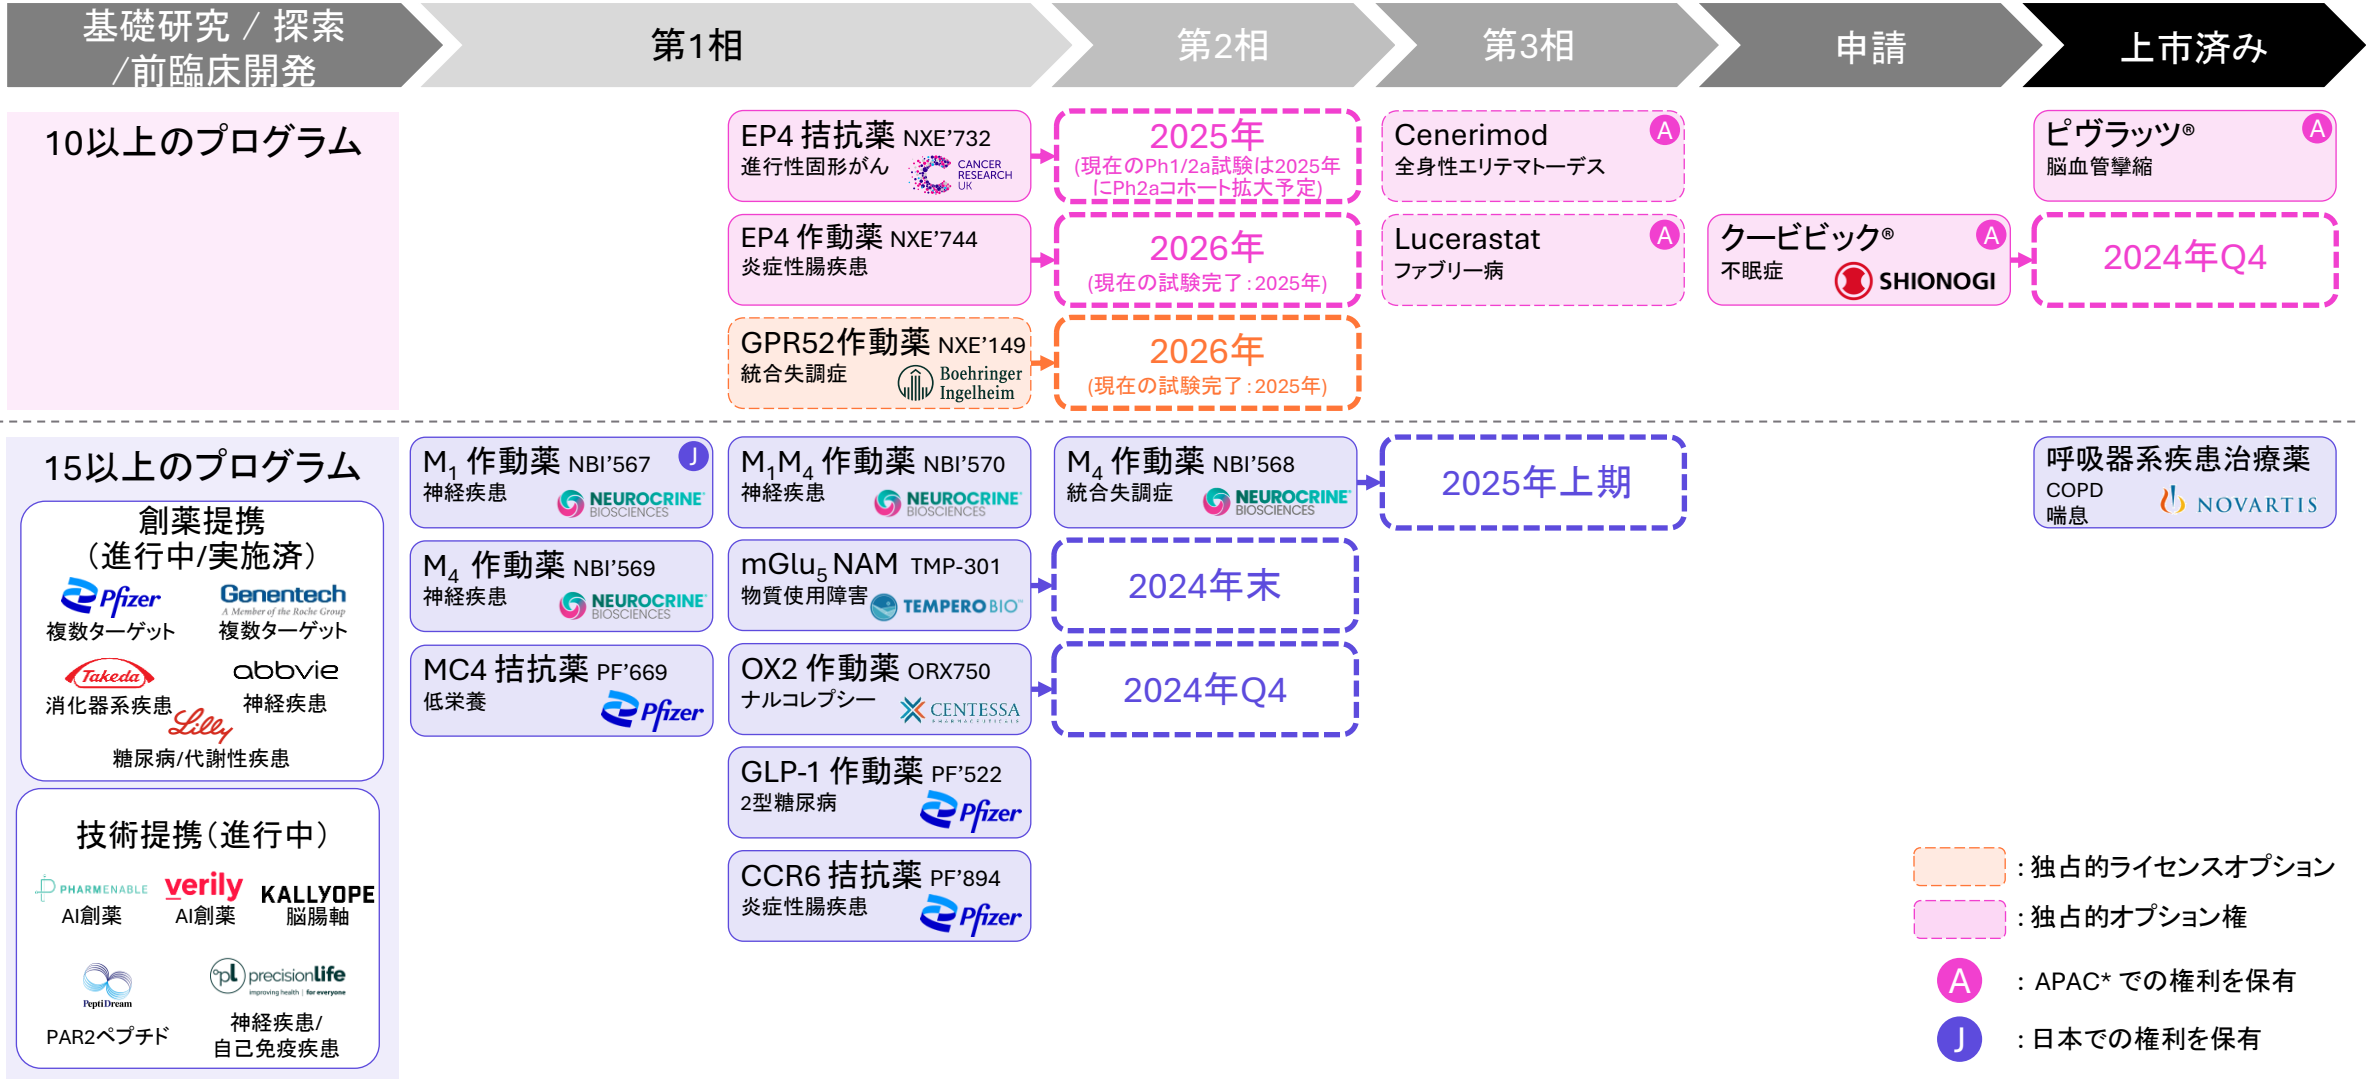 基礎研究 / 探索
/前臨床開発
第1相
第2相
第3相
申請
上市済み
10以上のプログラム
EP4 拮抗薬 NXE’732
進行性固形がん
CANCER
RESEARCH
UK
2025年
(現在のPh1/2a試験は2025年
にPh2aコホート拡大予定)
Cenerimod
A
全身性エリテマトーデス
ピヴラッツ®
A
脳血管攣縮
EP4 作動薬 NXE’744
炎症性腸疾患
2026年
(現在の試験完了：2025年)
Lucerastat
A
ファブリー病
クービビック®
A
不眠症
SHIONOGI
2024年Q4
GPR52作動薬 NXE’149
統合失調症
Boehringer
Ingelheim
2026年
(現在の試験完了：2025年)
15以上のプログラム
創薬提携
（進行中/実施済）
Pfizer
複数ターゲット
Genentech
A Member of the Roche Group
複数ターゲット
Takeda
消化器系疾患
abbvie
神経疾患
Lilly
糖尿病/代謝性疾患
技術提携（進行中）
PHARMENABLE
AI創薬
verily
AI創薬
KALLYOPE
脳腸軸
PeptiDream
PAR2ペプチド
pl precisionlife
improving health | for everyone
神経疾患/
自己免疫疾患
M1 作動薬 NBI’567
J
神経疾患
NEUROCRINE
BIOSCIENCES
M1M4 作動薬 NBI’570
神経疾患
NEUROCRINE
BIOSCIENCES
M4 作動薬 NBI’568
統合失調症
NEUROCRINE
BIOSCIENCES
2025年上期
呼吸器系疾患治療薬
COPD
喘息
NOVARTIS
M4 作動薬 NBI’569
神経疾患
NEUROCRINE
BIOSCIENCES
mGlu5 NAM TMP-301
物質使用障害
TEMPERO BIO™
2024年末
MC4 拮抗薬 PF’669
低栄養
Pfizer
OX2 作動薬 ORX750
ナルコレプシー
CENTESSA
PHARMACEUTICALS
2024年Q4
GLP-1 作動薬 PF’522
2型糖尿病
Pfizer
CCR6 拮抗薬 PF’894
炎症性腸疾患
Pfizer
：独占的ライセンスオプション
：独占的オプション権
A
：APAC* での権利を保有
J
：日本での権利を保有